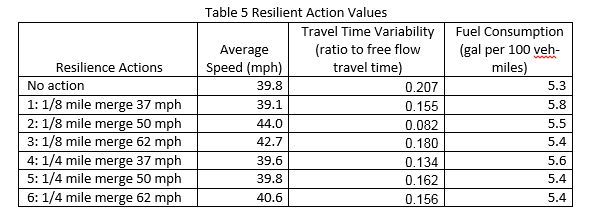 Table 5 Resilient Action Values
Resilience Actions Average Speed (mph) Travel Time Variability (ratio to free flow travel time) Fuel Consumption (gal per 100 veh-miles)
No action 39.8 0.207 5.3
1: 1/8 mile merge 37 mph 39.1 0.155 5.8
2: 1/8 mile merge 50 mph 44.0 0.082 5.5
3: 1/8 mile merge 62 mph 42.7 0.180 5.4
4: 1/4 mile merge 37 mph 39.6 0.134 5.6
5: 1/4 mile merge 50 mph 39.8 0.162 5.4
6: 1/4 mile merge 62 mph 40.6 0.156 5.4